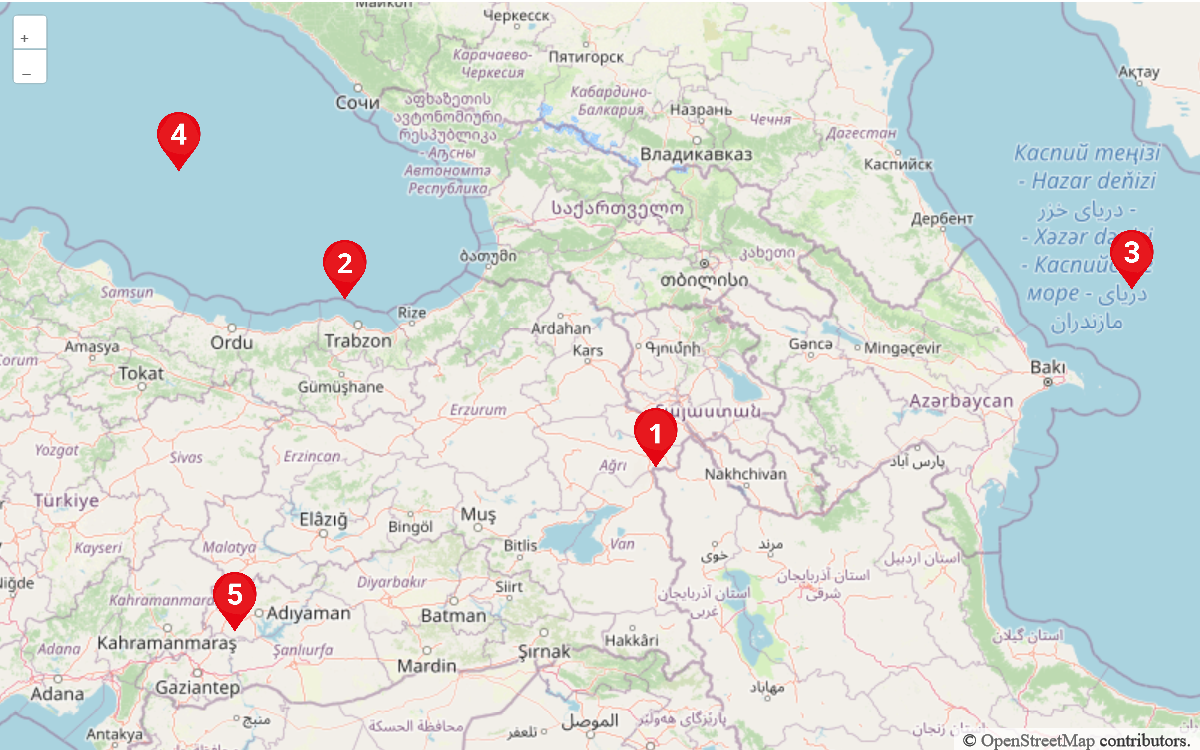 Майкоп
Черкесск
+
Карачаево-
Черкесия
Пятигорск
Ақтау
–
Сочи
აფხაზეთის
ავტონომიური
რესპუბლიკა
- Аҧсны
Автономтә
Республика
Кабардино-
Балкария
Назрань
Чечня
Дагестан
4
Владикавказ
Каспийск
Каспий теңізі
- Hazar deňizi
دریای خزر -
- Xəzər
- Каспийское
море - دریای
مازندران
3
საქართველო
Дербент
2
ბათუმი
კახეთი
თბილისი
Samsun
Rize
Ordu
Trabzon
Ardahan
Kars
Գյումրի
Gəncə
Mingəçevir
Amasya
Tokat
Gümüşhane
Bakı
Erzurum
Հայաստան
Azərbaycan
1
Yozgat
Sivas
Erzincan
Ağrı
Nakhchivan
پارس آباد
Türkiye
Elâzığ
Bingöl
Muş
Kayseri
Malatya
Bitlis
Van
خوی
مرند
استان اردبیل
Niğde
Diyarbakır
Siirt
استان آذربایجان
غربی
استان آذربایجان
شرقی
5
Kahramanmara
Adıyaman
Batman
Adana
Kahramanmaraş
Şanlıurfa
Mardin
Şırnak
Hakkâri
استان گیلان
Adana
Gaziantep
مهاباد
Antakya
منبج
محافظة الحسكة
تلعفر
الموصل
پارێزگای هەولێر
استان زنجان
© OpenStreetMap contributors.